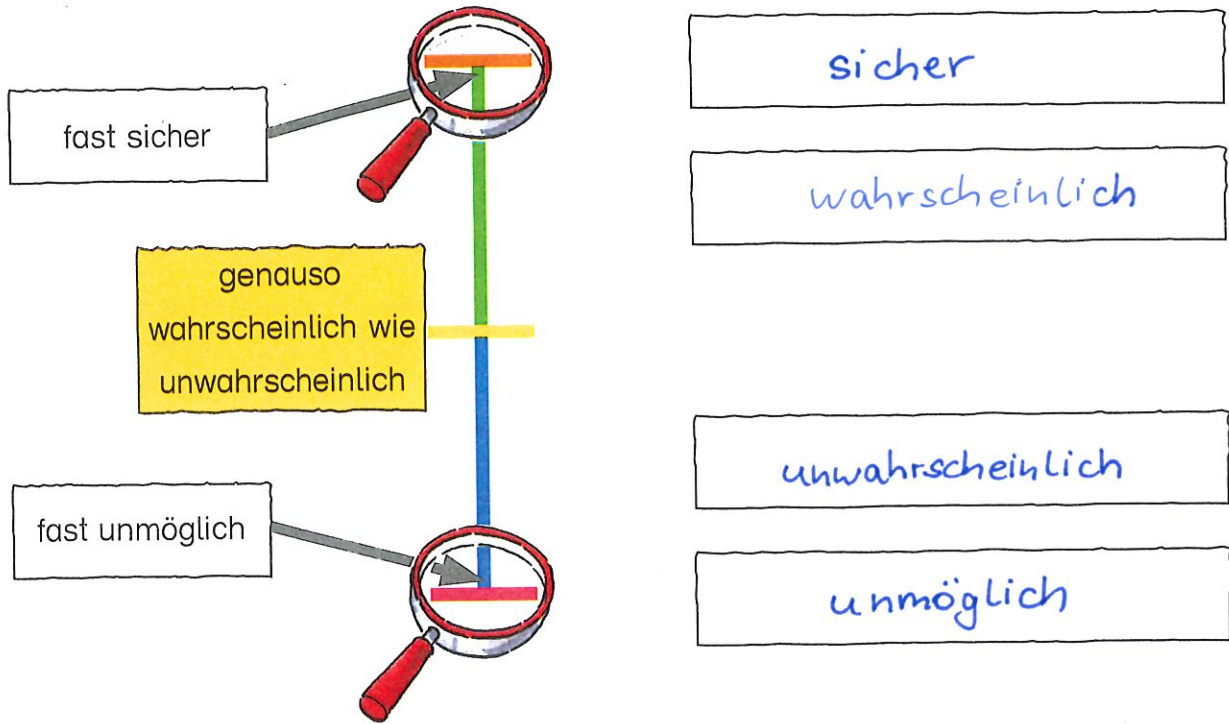 sicher
fast sicher
wahrscheinlich
genauso
wahrscheinlich wie
unwahrscheinlich
unwahrscheinlich
fast unmöglich
unmöglich